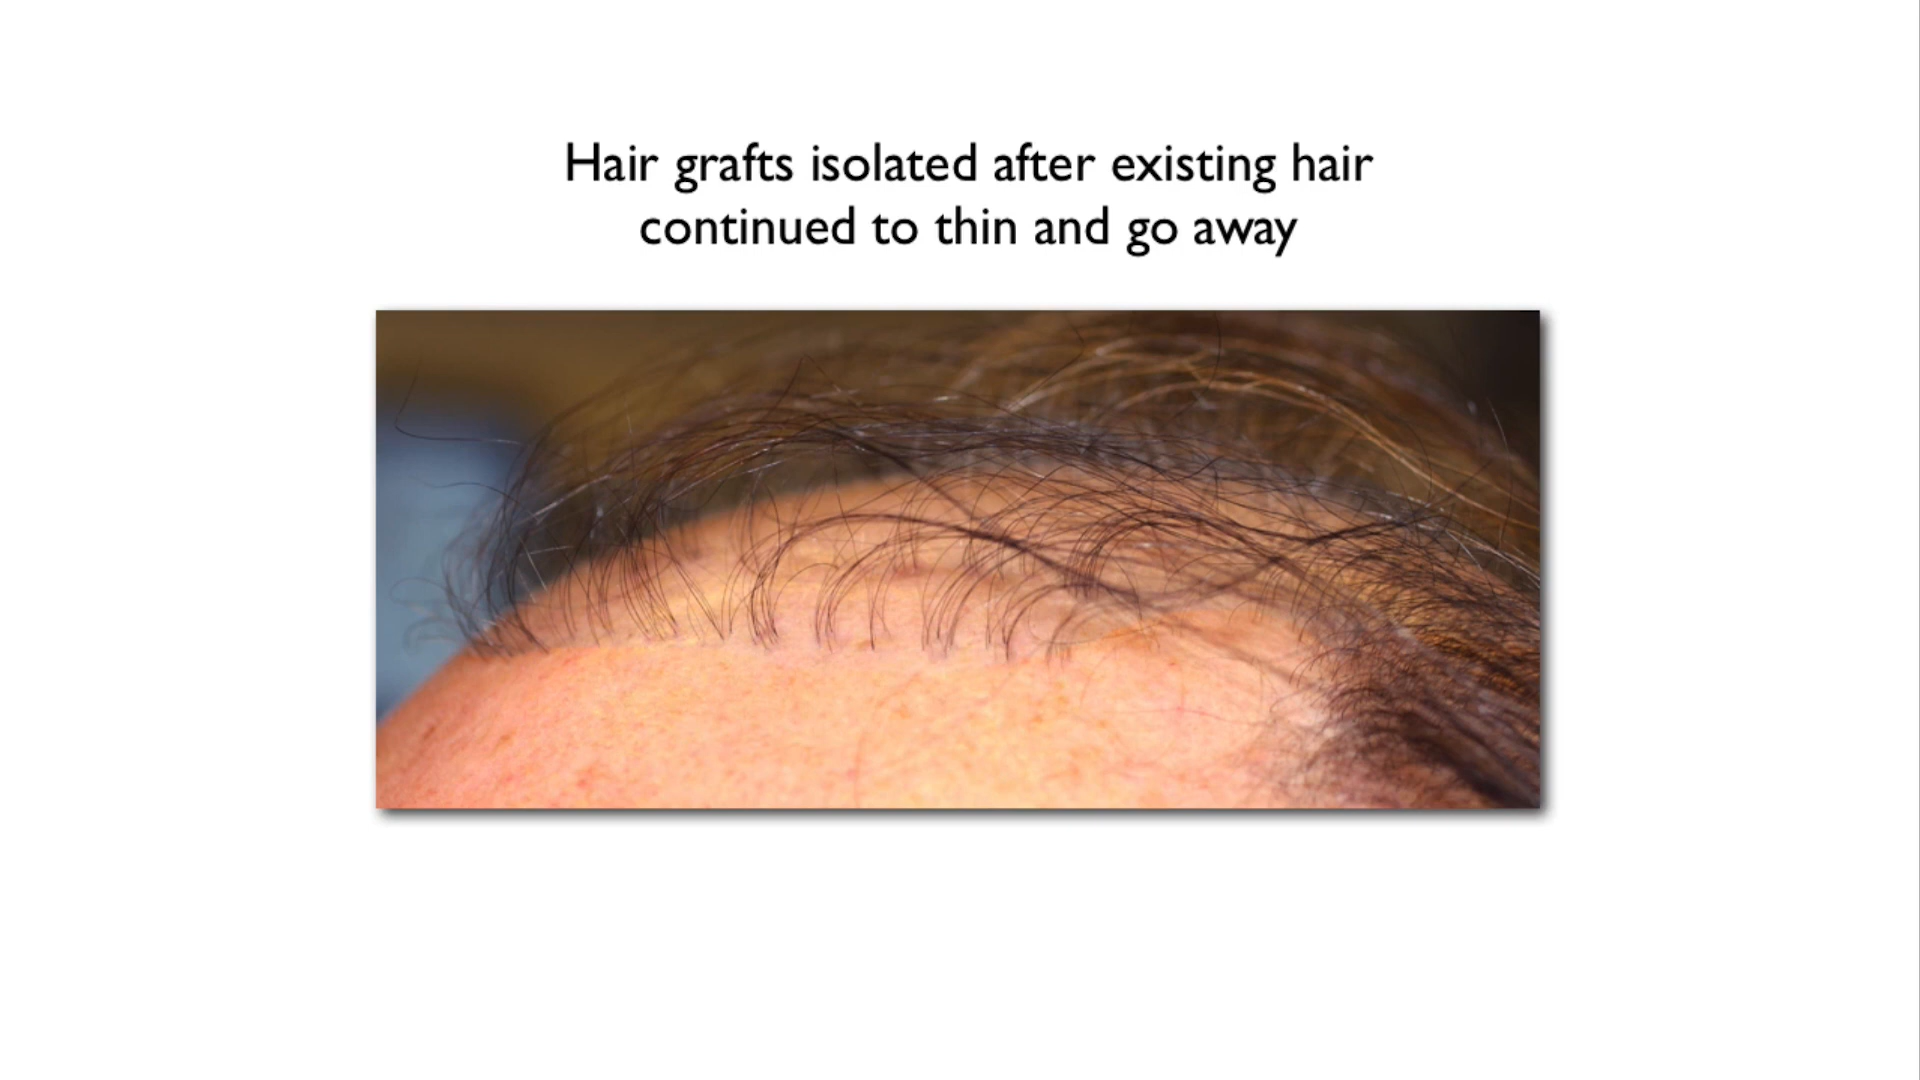 Hair grafts isolated after existing hair
continued to thin and go away